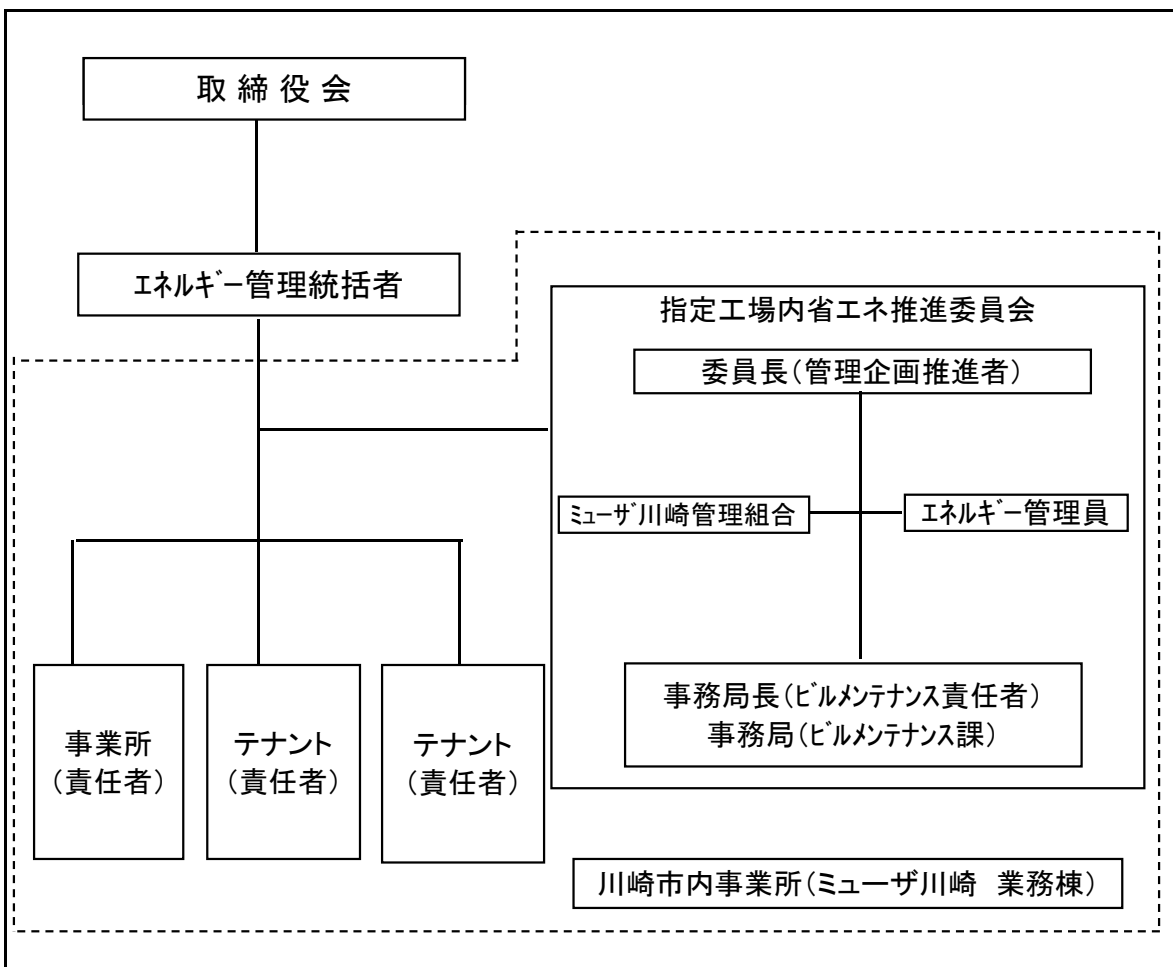 取 締 役 会
ｴﾈﾙｷﾞｰ管理統括者
指定工場内省エネ推進委員会
委員長(管理企画推進者)
ﾐｭｰｻﾞ川崎管理組合
ｴﾈﾙｷﾞｰ管理員
事務局長(ﾋﾞﾙﾒﾝﾃﾅﾝｽ責任者)
事務局(ﾋﾞﾙﾒﾝﾃﾅﾝｽ課)
事業所
(責任者)
テナント
(責任者)
テナント
(責任者)
川崎市内事業所(ミューザ川崎　業務棟)